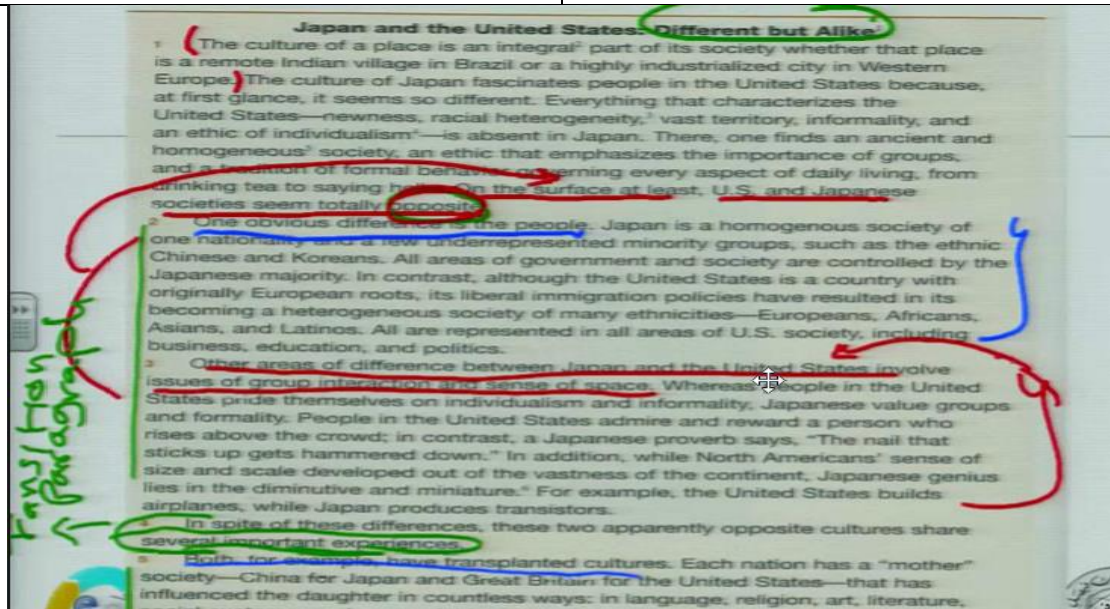 Japan and the United States: Different but Alike
1 (The culture of a place is an integral² part of its society whether that place
is a remote Indian village in Brazil or a highly industrialized city in Western
Europe.) The culture of Japan fascinates people in the United States because,
at first glance, it seems so different. Everything that characterizes the
United States—newness, racial heterogeneity,³ vast territory, informality, and
an ethic of individualism⁴—is absent in Japan. There, one finds an ancient and
homogeneous⁵ society, an ethic that emphasizes the importance of groups,
and a tradition of formal behavior governing every aspect of daily living, from
drinking tea to saying hello. On the surface at least, U.S. and Japanese
societies seem totally opposite.
2 One obvious difference is the people. Japan is a homogenous society of
one nationality and a few underrepresented minority groups, such as the ethnic
Chinese and Koreans. All areas of government and society are controlled by the
Japanese majority. In contrast, although the United States is a country with
originally European roots, its liberal immigration policies have resulted in its
becoming a heterogeneous society of many ethnicities—Europeans, Africans,
Asians, and Latinos. All are represented in all areas of U.S. society, including
business, education, and politics.
3 Other areas of difference between Japan and the United States involve
issues of group interaction and sense of space. Whereas people in the United
States pride themselves on individualism and informality, Japanese value groups
and formality. People in the United States admire and reward a person who
rises above the crowd; in contrast, a Japanese proverb says, "The nail that
sticks up gets hammered down." In addition, while North Americans' sense of
size and scale developed out of the vastness of the continent, Japanese genius
lies in the diminutive and miniature.⁶ For example, the United States builds
airplanes, while Japan produces transistors.
4 In spite of these differences, these two apparently opposite cultures share
several important experiences.
5 Both, for example, have transplanted cultures. Each nation has a "mother"
society—China for Japan and Great Britain for the United States—that has
influenced the daughter in countless ways: in language, religion, art, literature,
transition
paragraph